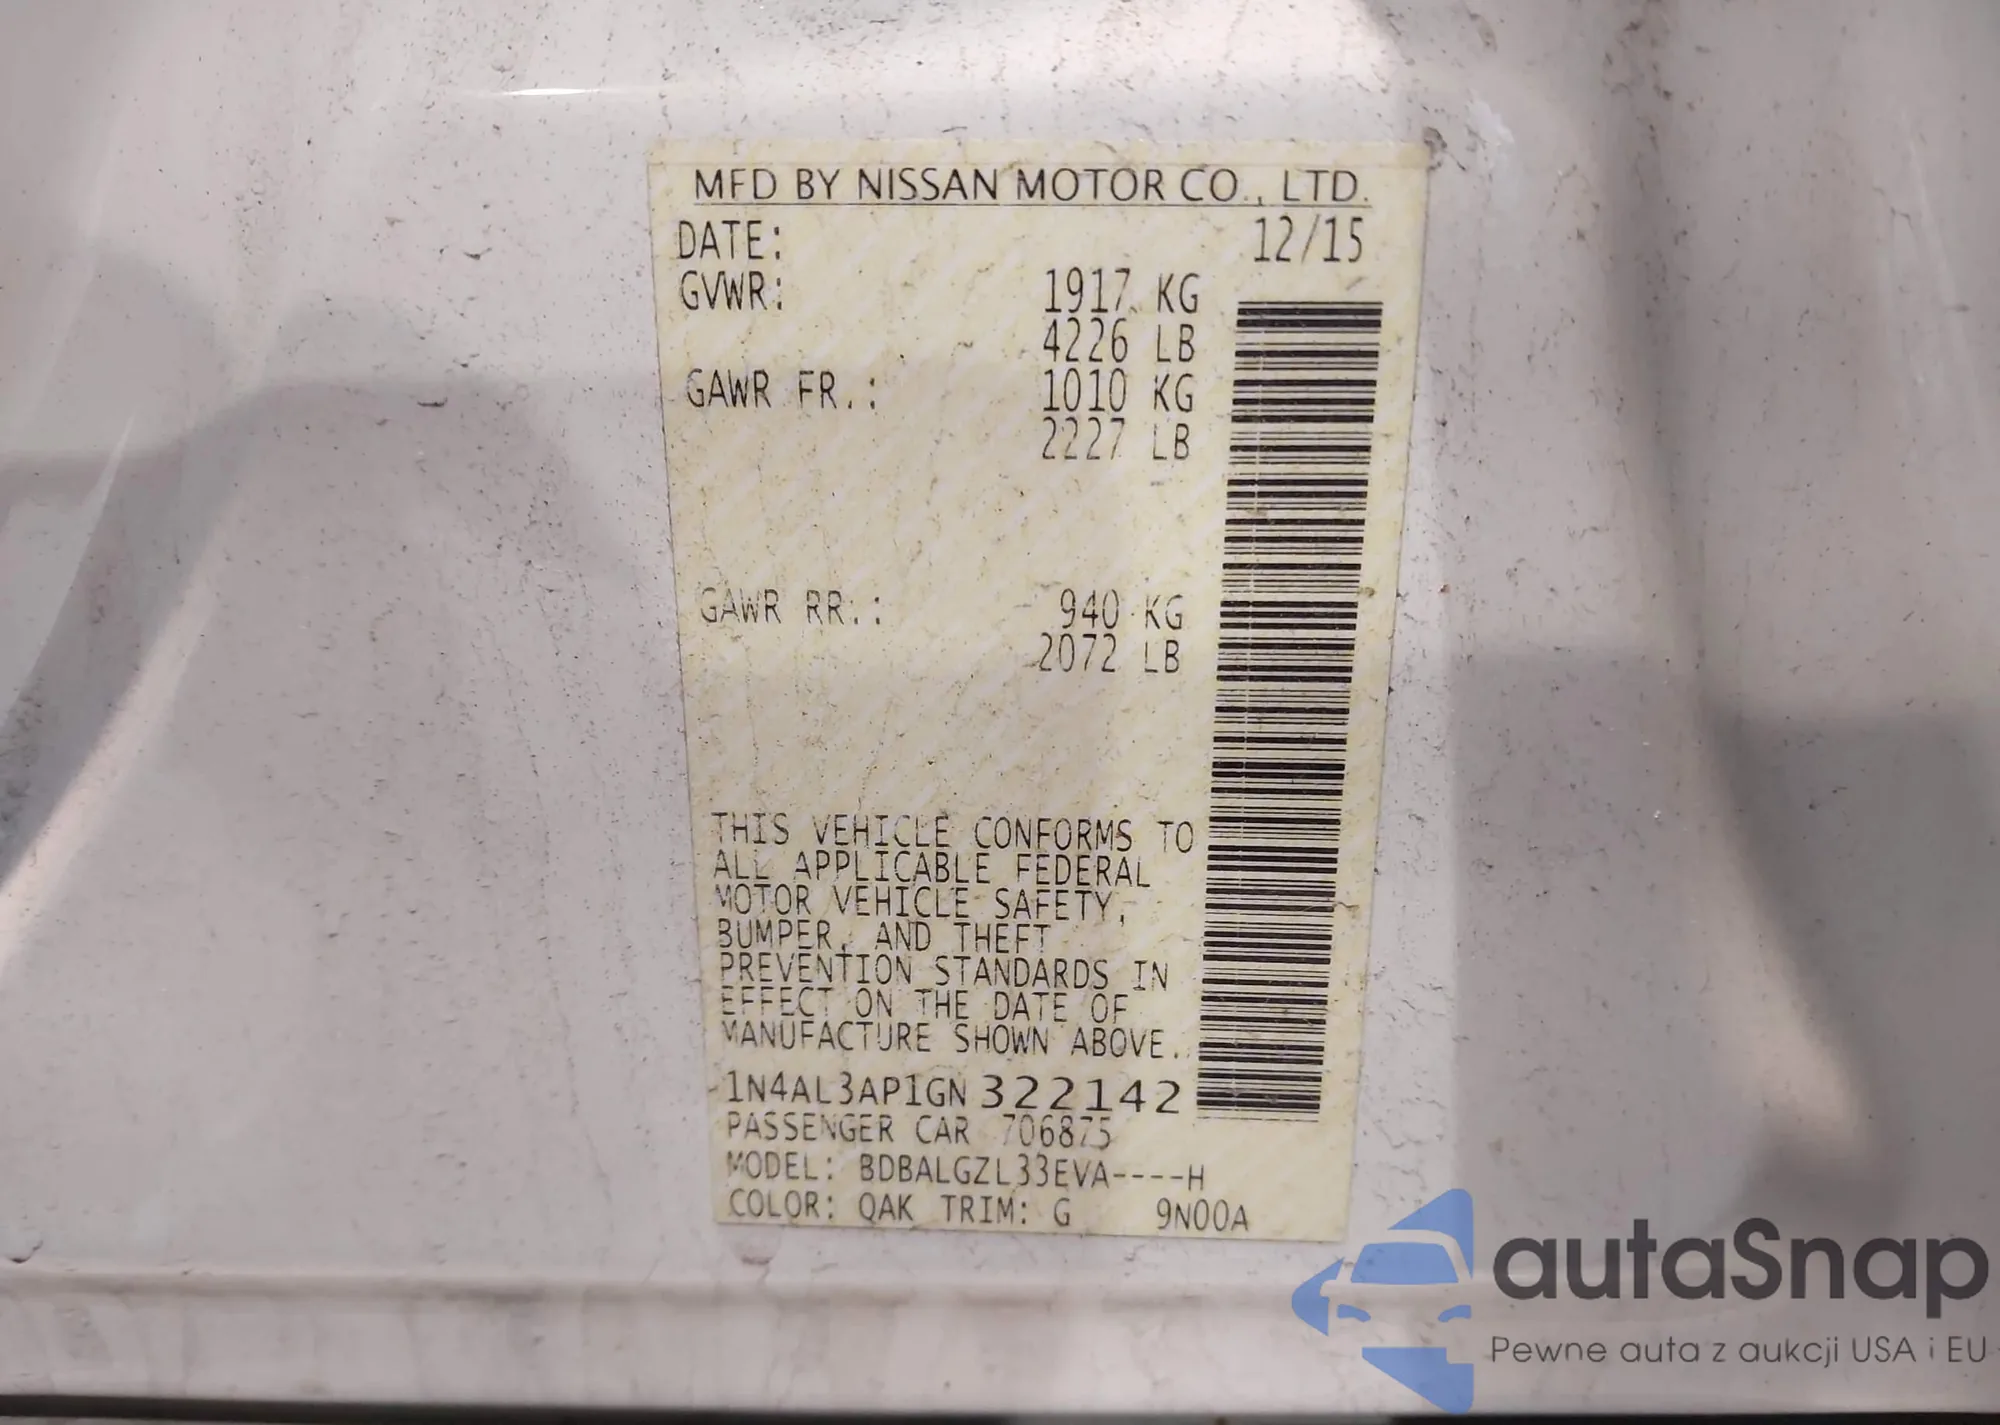 MFD BY NISSAN MOTOR CO., LTD.
DATE: 12/15
GVWR: 1917 KG
4226 LB
GAWR FR.: 1010 KG
2227 LB
GAWR RR.: 940 KG
2072 LB
THIS VEHICLE CONFORMS TO
ALL APPLICABLE FEDERAL
MOTOR VEHICLE SAFETY,
BUMPER, AND THEFT
PREVENTION STANDARDS IN
EFFECT ON THE DATE OF
MANUFACTURE SHOWN ABOVE.
1N4AL3AP1GN322142
PASSENGER CAR 706875
MODEL: BDBALGZL33EVA----H
COLOR: QAK TRIM: G 9N00A
autaSnap
Pewne auta z aukcji USA i EU